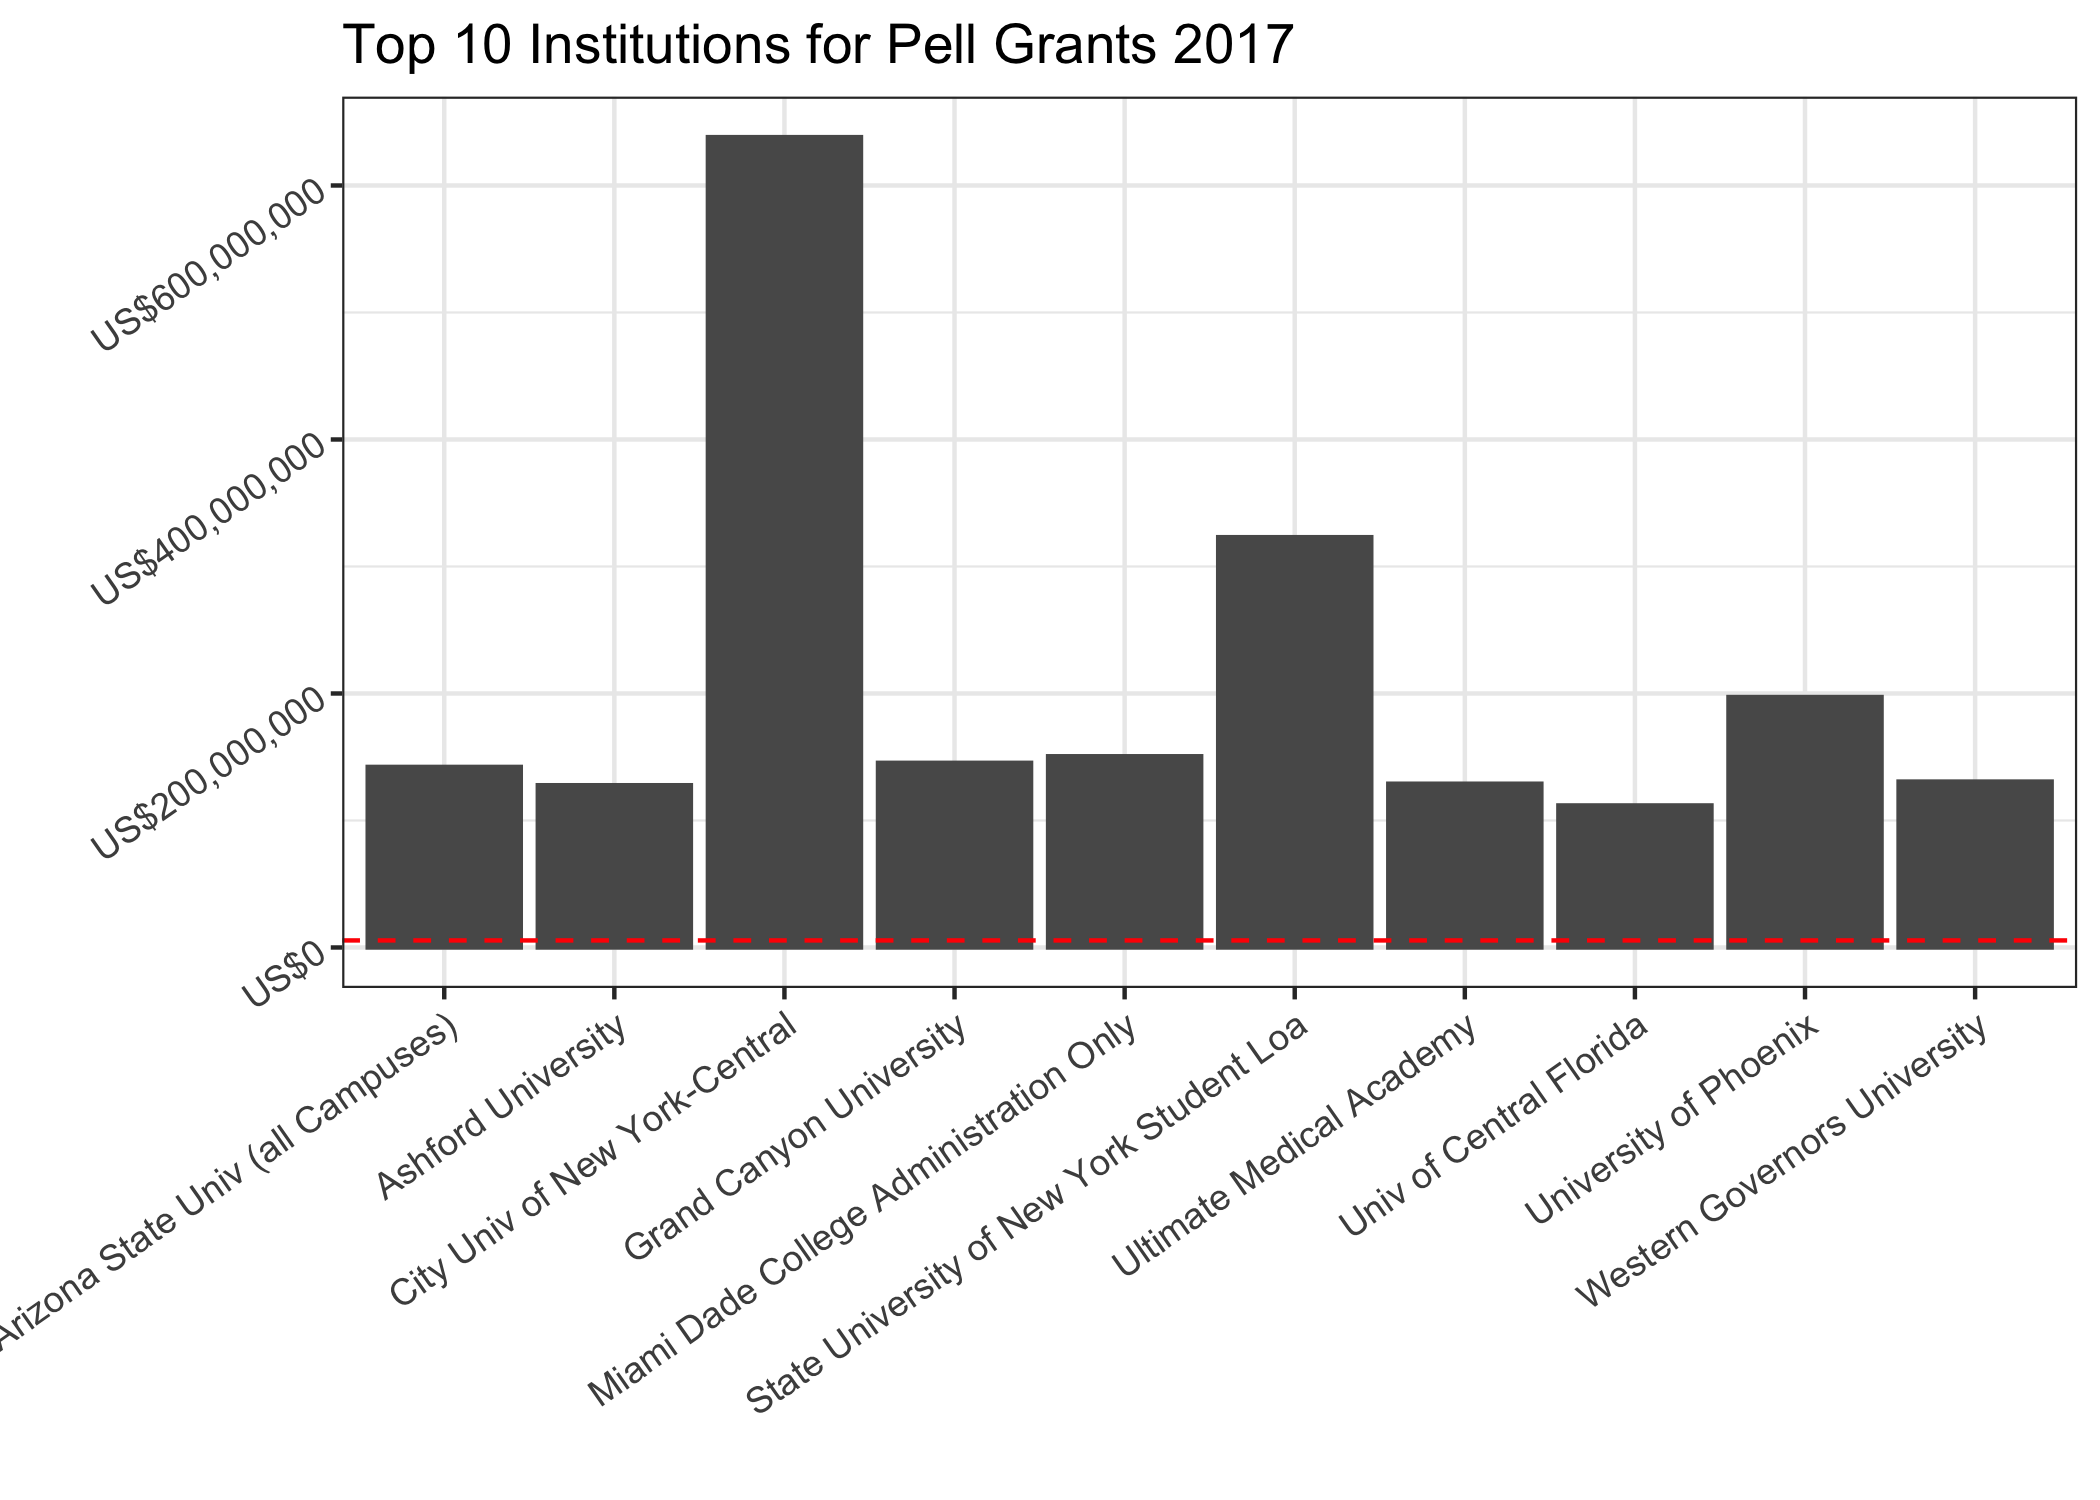 Top 10 Institutions for Pell Grants 2017
US$600,000,000
US$400,000,000
US$200,000,000
US$0
Arizona State Univ (all Campuses)
Ashford University
City Univ of New York-Central
Grand Canyon University
Miami Dade College Administration Only
State University of New York Student Loa
Ultimate Medical Academy
Univ of Central Florida
University of Phoenix
Western Governors University